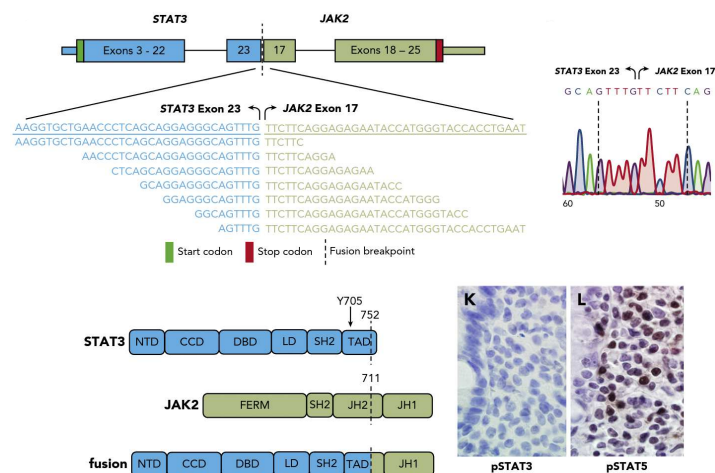 STAT3 JAK2
Exons 3 - 22 23 17 Exons 18 – 25
STAT3 Exon 23 JAK2 Exon 17
AAGGTGCTGAACCCTCAGCAGGAGGGCAGTTTG TTCTTCAGGAGAGAATACCATGGGTACCACCTGAAT
AAGGTGCTGAACCCTCAGCAGGAGGGCAGTTTG TTCTTC
AACCCTCAGCAGGAGGGCAGTTTG TTCTTCAGGA
CTCAGCAGGAGGGCAGTTTG TTCTTCAGGAGAGAA
GCAGGAGGGCAGTTTG TTCTTCAGGAGAGAATACC
GGAGGGCAGTTTG TTCTTCAGGAGAGAATACCATGGG
GGCAGTTTG TTCTTCAGGAGAGAATACCATGGGTACC
AGTTTG TTCTTCAGGAGAGAATACCATGGGTACCACCTGAAT
Start codon Stop codon Fusion breakpoint
STAT3 Exon 23 JAK2 Exon 17
G C A G T T T G T T C T T C A G
60 50
Y705
752
STAT3 NTD CCD DBD LD SH2 TAD
711
JAK2 FERM SH2 JH2 JH1
fusion NTD CCD DBD LD SH2 TAD JH1
K L
pSTAT3 pSTAT5